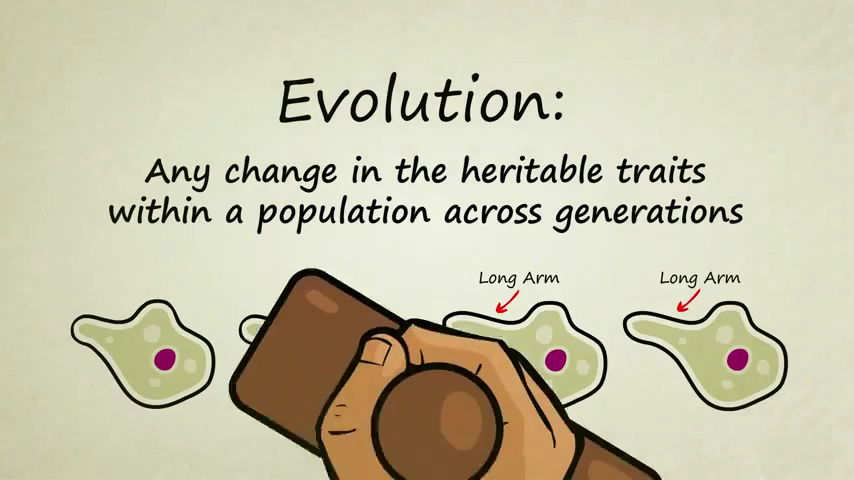 Evolution:
Any change in the heritable traits
within a population across generations
Long Arm
Long Arm